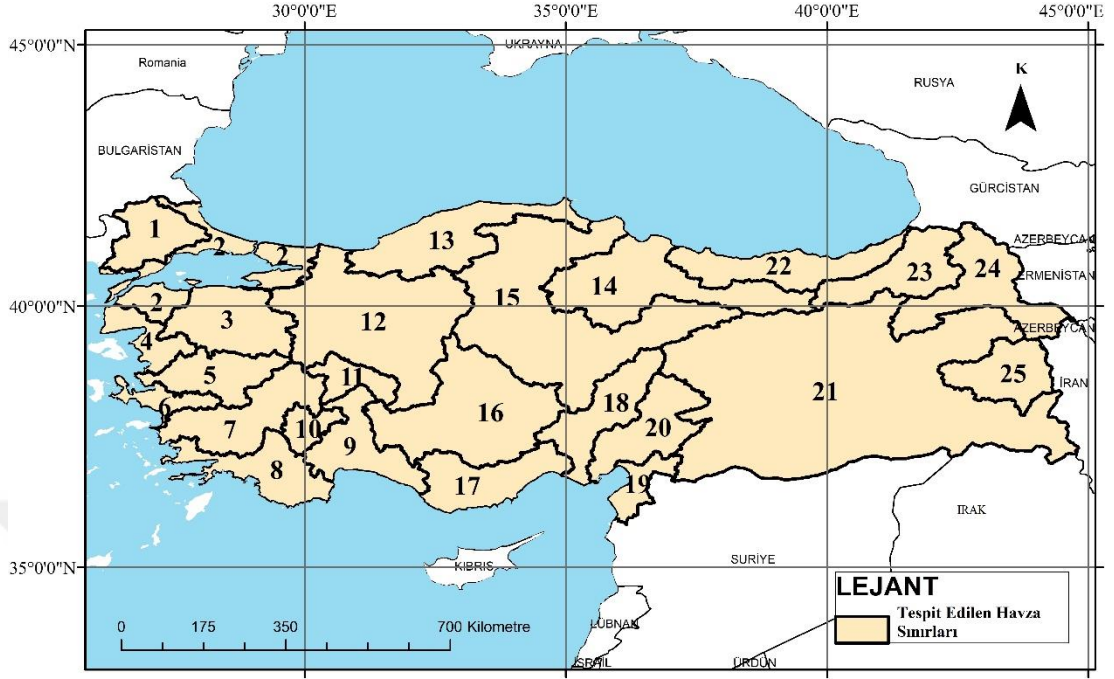 30°0'0"E
35°0'0"E
40°0'0"E
45°0'0"E
45°0'0"N
UKRAYNA
Romania
RUSYA
K
BULGARİSTAN
GÜRCİSTAN
1
2
2
13
22
23
24
AZERBEYCAN
ERMENİSTAN
40°0'0"N
2
3
12
15
14
AZERBEYCAN
4
5
11
16
18
21
25
İRAN
6
7
10
9
20
8
17
19
IRAK
35°0'0"N
KIBRIS
SURİYE
LEJANT
Tespit Edilen Havza
Sınırları
0
175
350
700 Kilometre
LÜBNAN
İSRAİL
ÜRDÜN